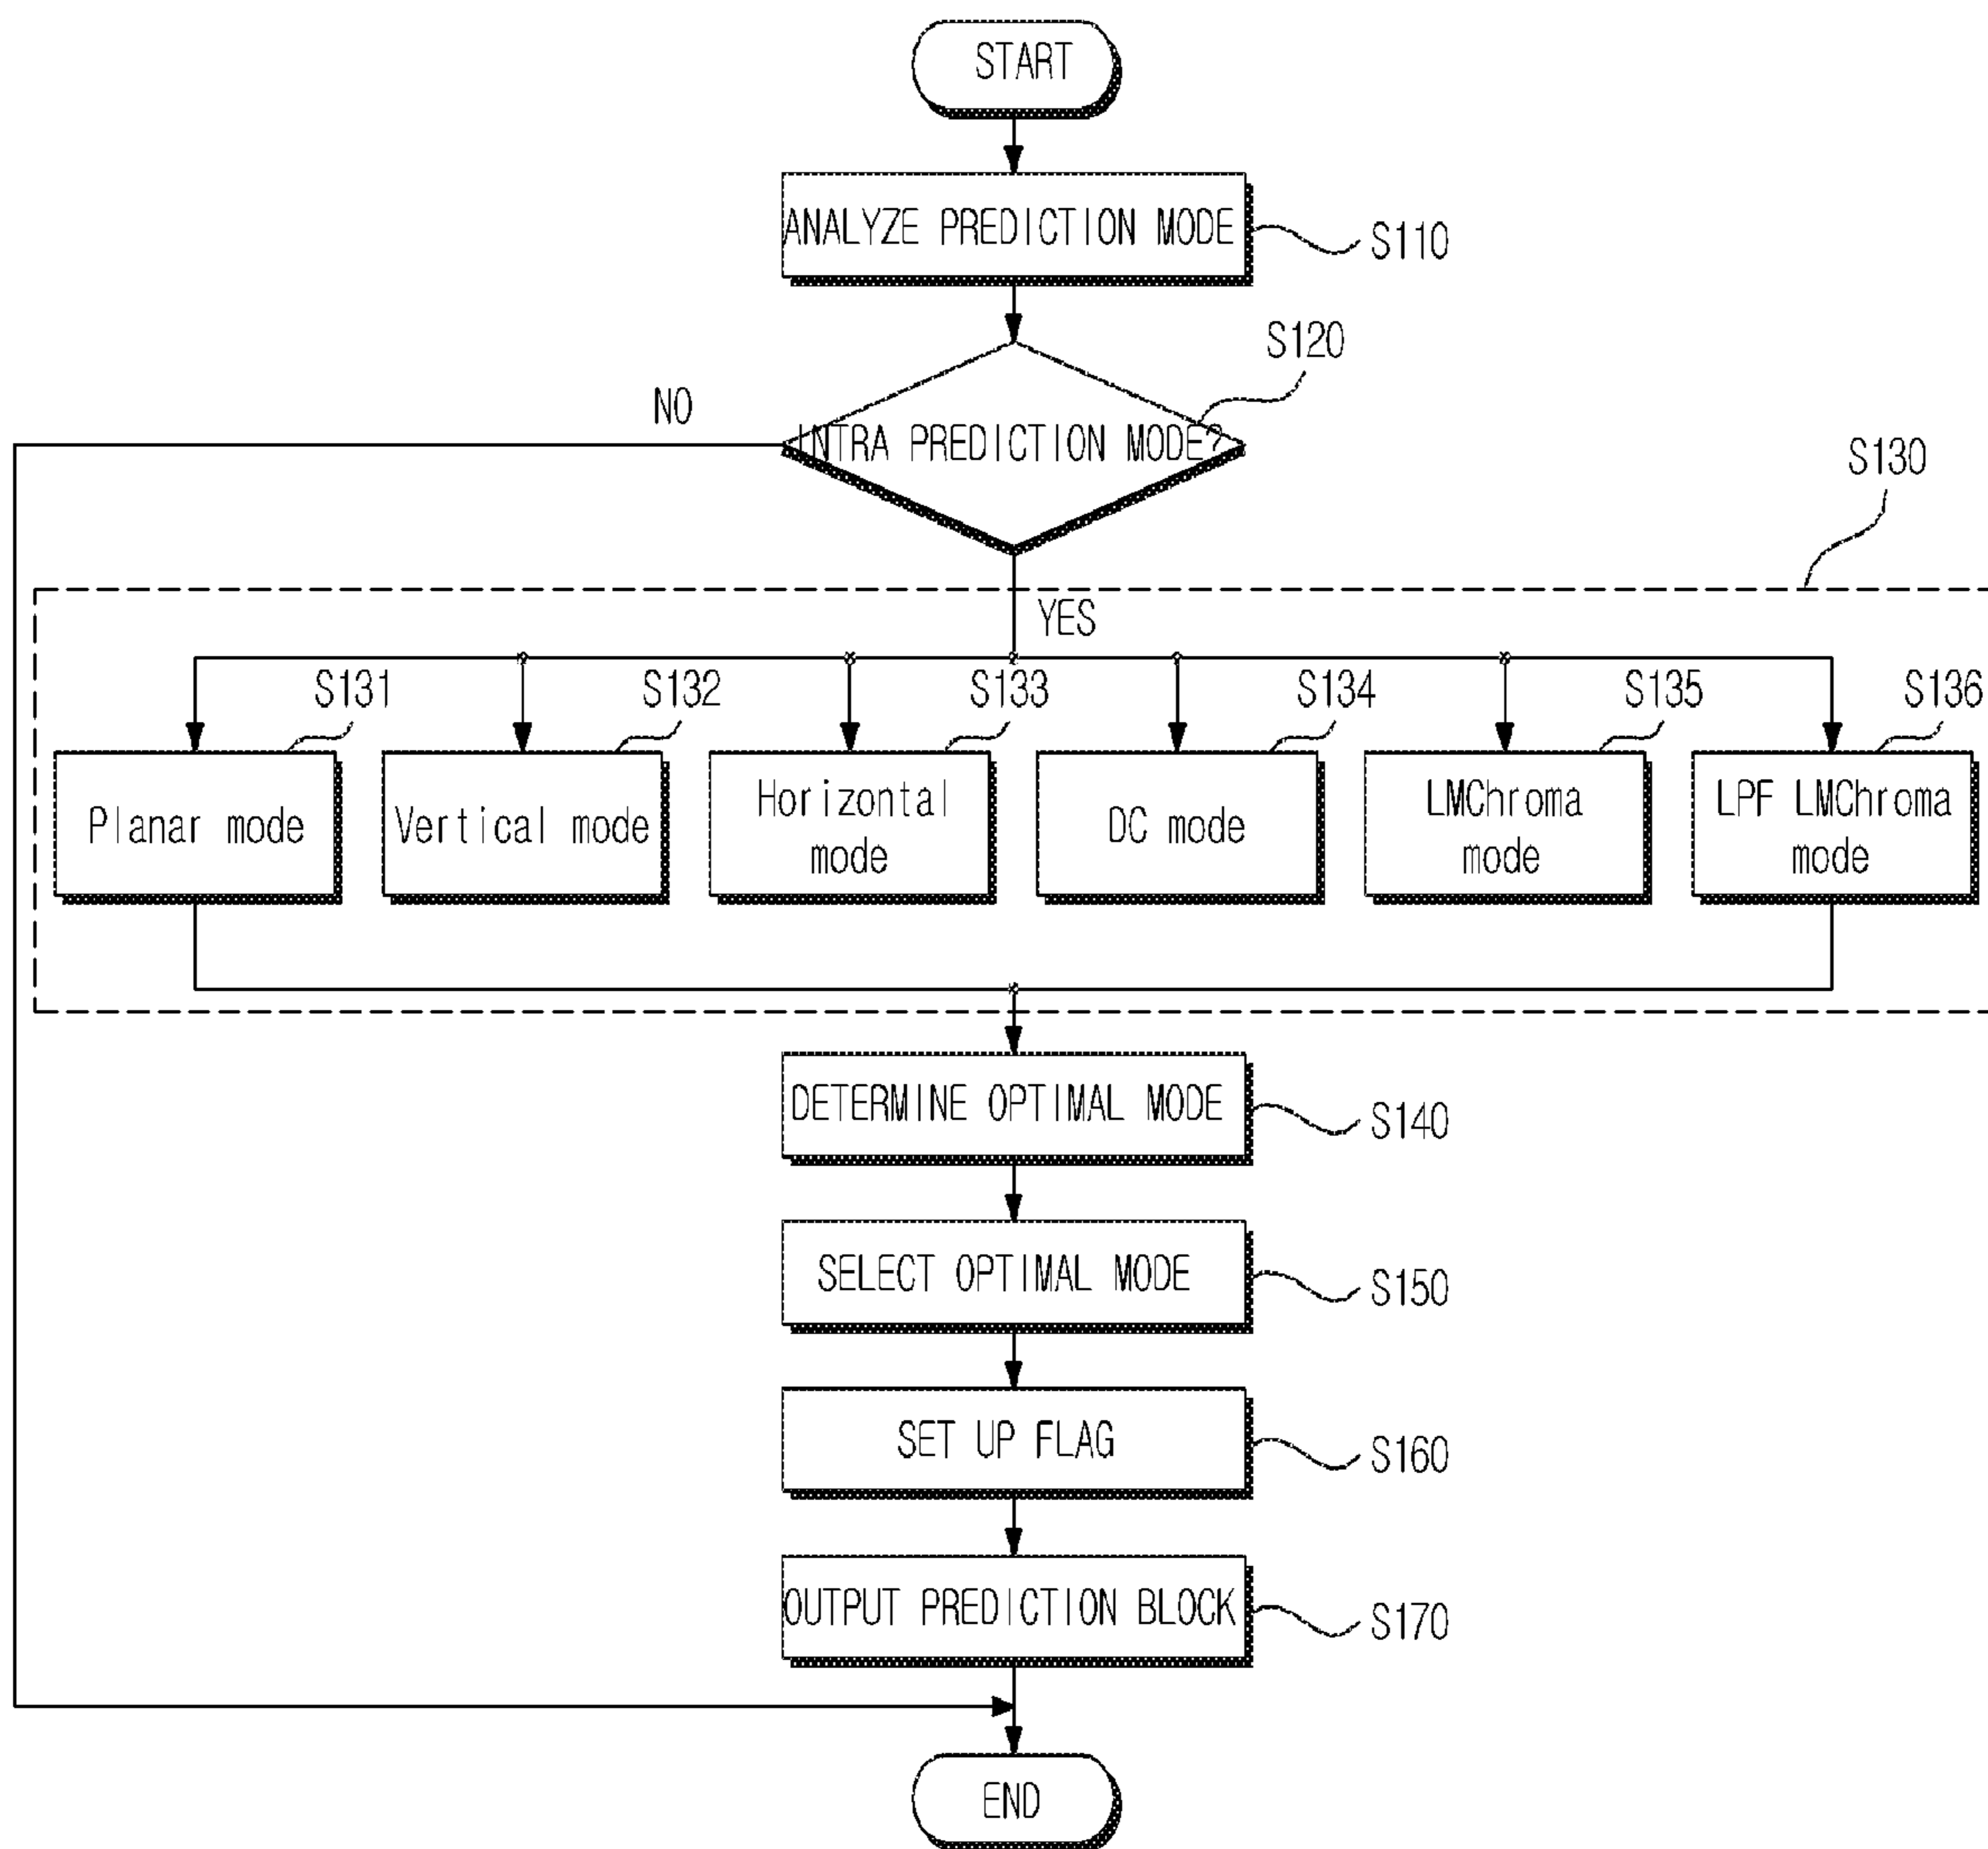 START
ANALYZE PREDICTION MODE
S110
S120
NO
INTRA PREDICTION MODE?
S130
YES
S131
S132
S133
S134
S135
S136
Planar mode
Vertical mode
Horizontal
mode
DC mode
LMChroma
mode
LPF LMChroma
mode
DETERMINE OPTIMAL MODE
S140
SELECT OPTIMAL MODE
S150
SET UP FLAG
S160
OUTPUT PREDICTION BLOCK
S170
END